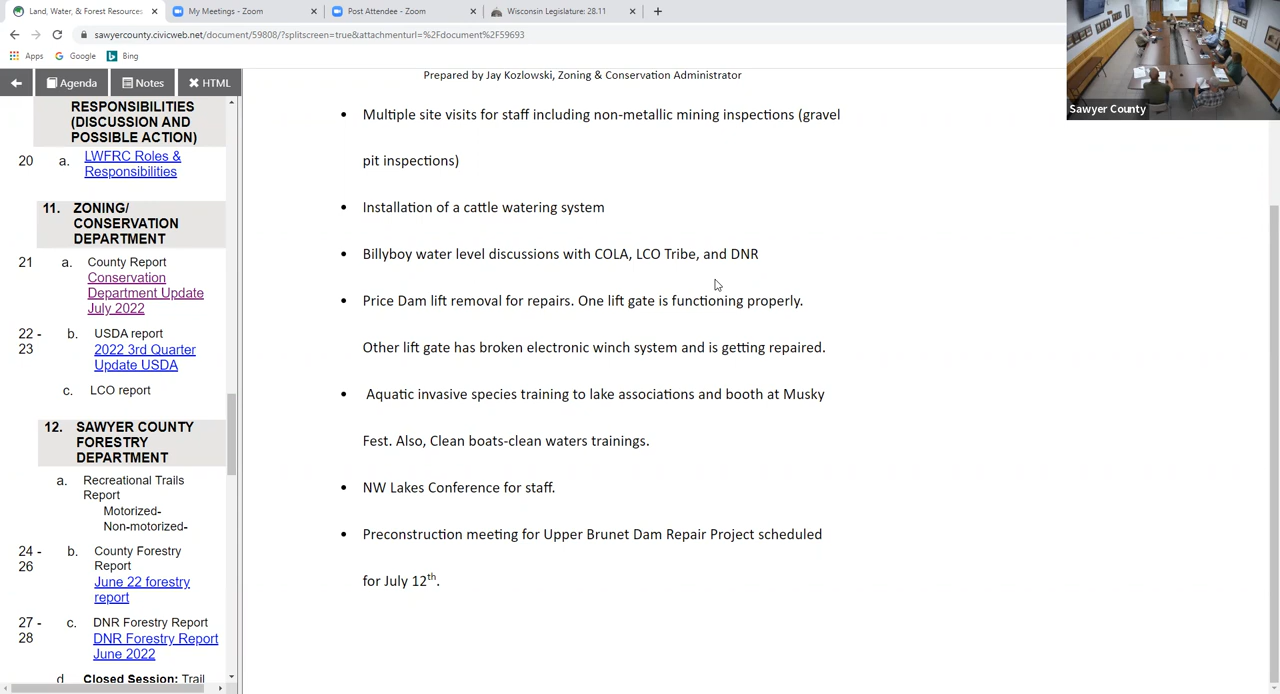 Land, Water, & Forest Resources
My Meetings - Zoom
Post Attendee - Zoom
Wisconsin Legislature: 28.11
sawyercounty.civicweb.net/document/59808/?splitscreen=true&attachmenturl=%2Fdocument%2F59693
Apps
Google
Bing
Agenda
Notes
HTML
RESPONSIBILITIES
(DISCUSSION AND
POSSIBLE ACTION)
20 a. LWFRC Roles &
Responsibilities
11. ZONING/
CONSERVATION
DEPARTMENT
21 a. County Report
Conservation
Department Update
July 2022
22 - b. USDA report
23 2022 3rd Quarter
Update USDA
c. LCO report
12. SAWYER COUNTY
FORESTRY
DEPARTMENT
a. Recreational Trails
Report
Motorized-
Non-motorized-
24 - b. County Forestry
26 Report
June 22 forestry
report
27 - c. DNR Forestry Report
28 DNR Forestry Report
June 2022
d Closed Session: Trail
Prepared by Jay Kozlowski, Zoning & Conservation Administrator
• Multiple site visits for staff including non-metallic mining inspections (gravel
pit inspections)
• Installation of a cattle watering system
• Billyboy water level discussions with COLA, LCO Tribe, and DNR
• Price Dam lift removal for repairs. One lift gate is functioning properly.
Other lift gate has broken electronic winch system and is getting repaired.
• Aquatic invasive species training to lake associations and booth at Musky
Fest. Also, Clean boats-clean waters trainings.
• NW Lakes Conference for staff.
• Preconstruction meeting for Upper Brunet Dam Repair Project scheduled
for July 12th.
Sawyer County